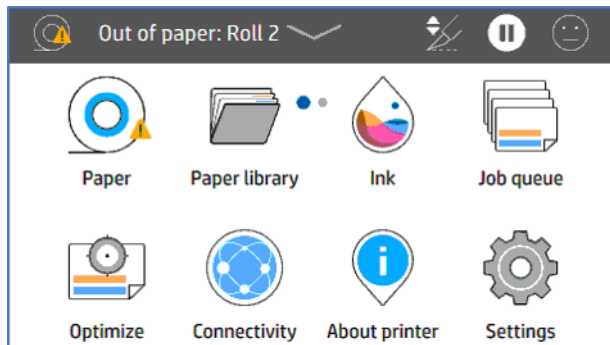 Out of paper: Roll 2
Paper Paper library Ink Job queue
Optimize Connectivity About printer Settings